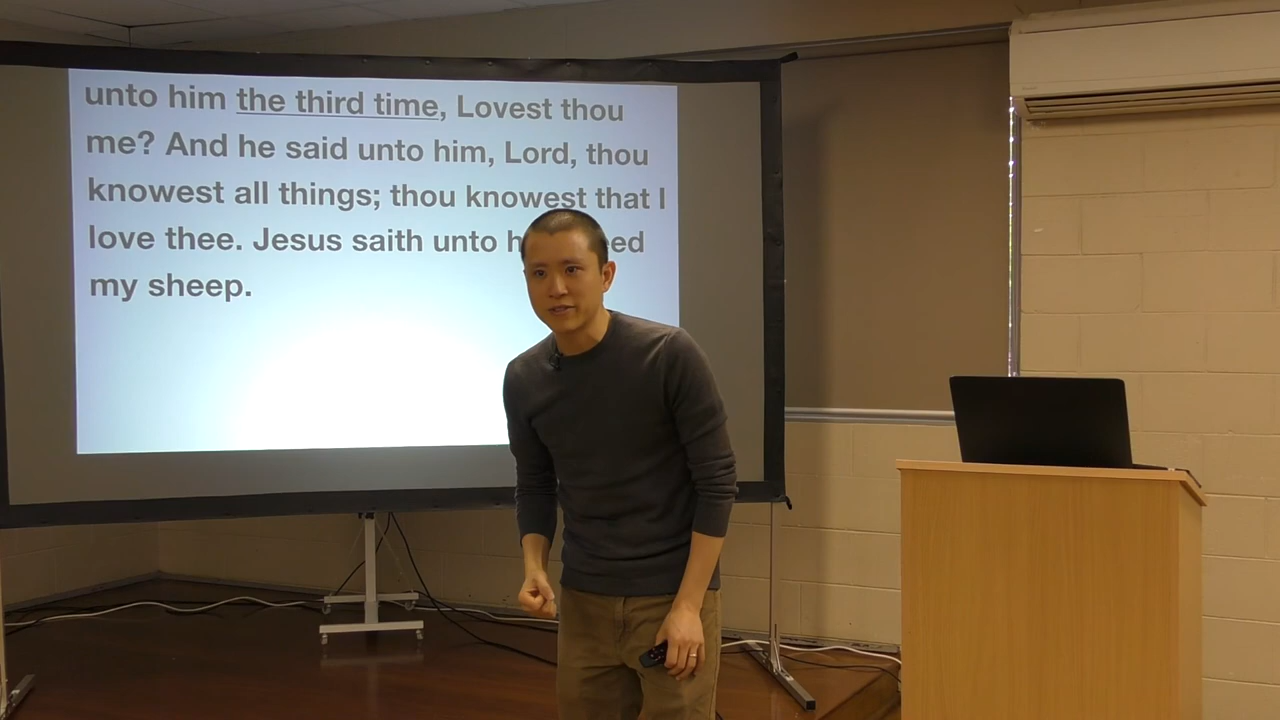 unto him the third time, Lovest thou
me? And he said unto him, Lord, thou
knowest all things; thou knowest that I
love thee. Jesus saith unto h eed
my sheep.